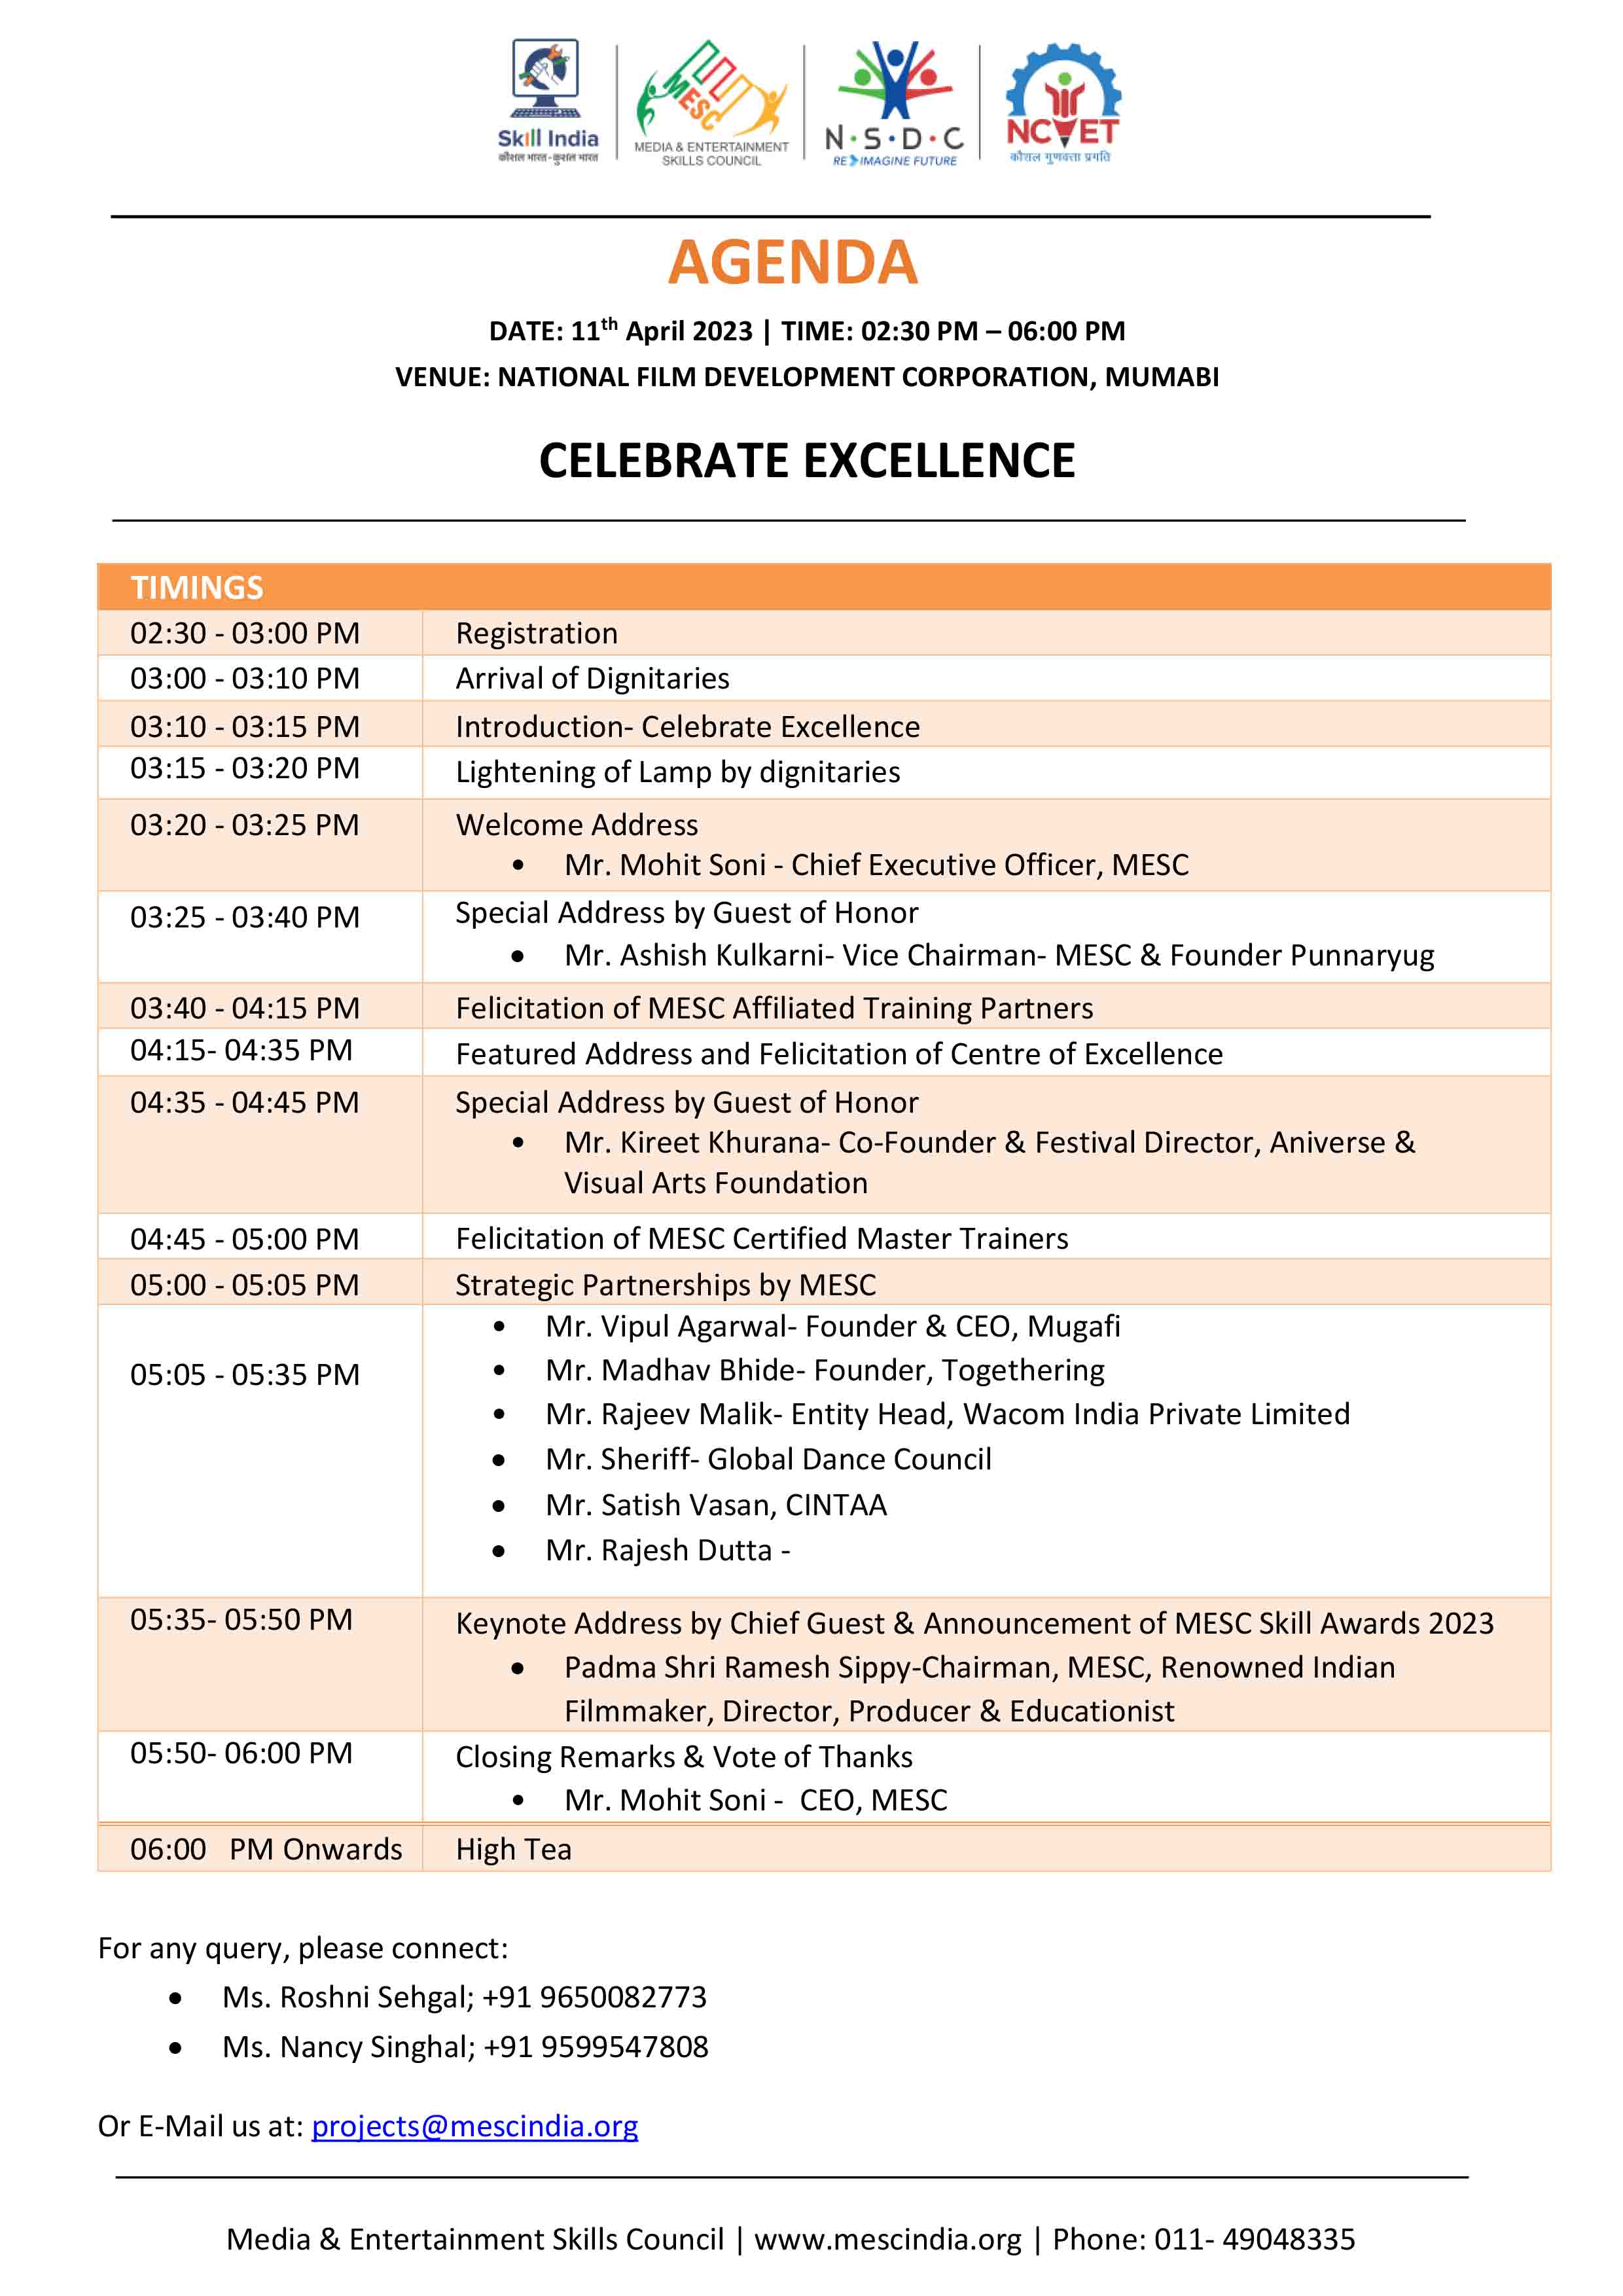 Skill India
कौशल भारत-कुशल भारत
MESC
MEDIA & ENTERTAINMENT
SKILLS COUNCIL
N·S·D·C
RE IMAGINE FUTURE
NCVET
कौशल गुणवत्ता प्रगति
AGENDA
DATE: 11th April 2023 | TIME: 02:30 PM – 06:00 PM
VENUE: NATIONAL FILM DEVELOPMENT CORPORATION, MUMABI
CELEBRATE EXCELLENCE
TIMINGS
02:30 - 03:00 PM Registration
03:00 - 03:10 PM Arrival of Dignitaries
03:10 - 03:15 PM Introduction- Celebrate Excellence
03:15 - 03:20 PM Lightening of Lamp by dignitaries
03:20 - 03:25 PM Welcome Address
• Mr. Mohit Soni - Chief Executive Officer, MESC
03:25 - 03:40 PM Special Address by Guest of Honor
• Mr. Ashish Kulkarni- Vice Chairman- MESC & Founder Punnaryug
03:40 - 04:15 PM Felicitation of MESC Affiliated Training Partners
04:15- 04:35 PM Featured Address and Felicitation of Centre of Excellence
04:35 - 04:45 PM Special Address by Guest of Honor
• Mr. Kireet Khurana- Co-Founder & Festival Director, Aniverse &
Visual Arts Foundation
04:45 - 05:00 PM Felicitation of MESC Certified Master Trainers
05:00 - 05:05 PM Strategic Partnerships by MESC
• Mr. Vipul Agarwal- Founder & CEO, Mugafi
05:05 - 05:35 PM • Mr. Madhav Bhide- Founder, Togethering
• Mr. Rajeev Malik- Entity Head, Wacom India Private Limited
• Mr. Sheriff- Global Dance Council
• Mr. Satish Vasan, CINTAA
• Mr. Rajesh Dutta -
05:35- 05:50 PM Keynote Address by Chief Guest & Announcement of MESC Skill Awards 2023
• Padma Shri Ramesh Sippy-Chairman, MESC, Renowned Indian
Filmmaker, Director, Producer & Educationist
05:50- 06:00 PM Closing Remarks & Vote of Thanks
• Mr. Mohit Soni - CEO, MESC
06:00 PM Onwards High Tea
For any query, please connect:
• Ms. Roshni Sehgal; +91 9650082773
• Ms. Nancy Singhal; +91 9599547808
Or E-Mail us at: projects@mescindia.org
Media & Entertainment Skills Council | www.mescindia.org | Phone: 011- 49048335